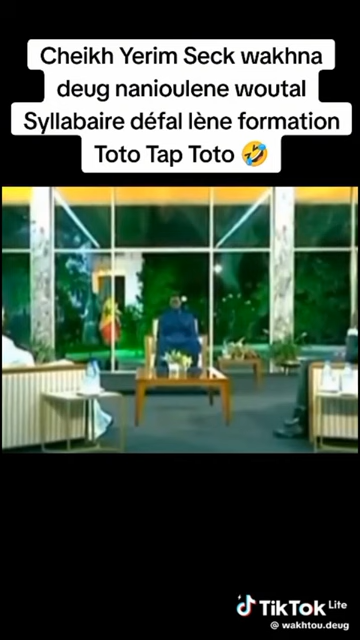 Cheikh Yerim Seck wakhna
deug nanioulene woutal
Syllabaire défal lène formation
Toto Tap Toto 🤣
TikTok Lite
@ wakhtou.deug